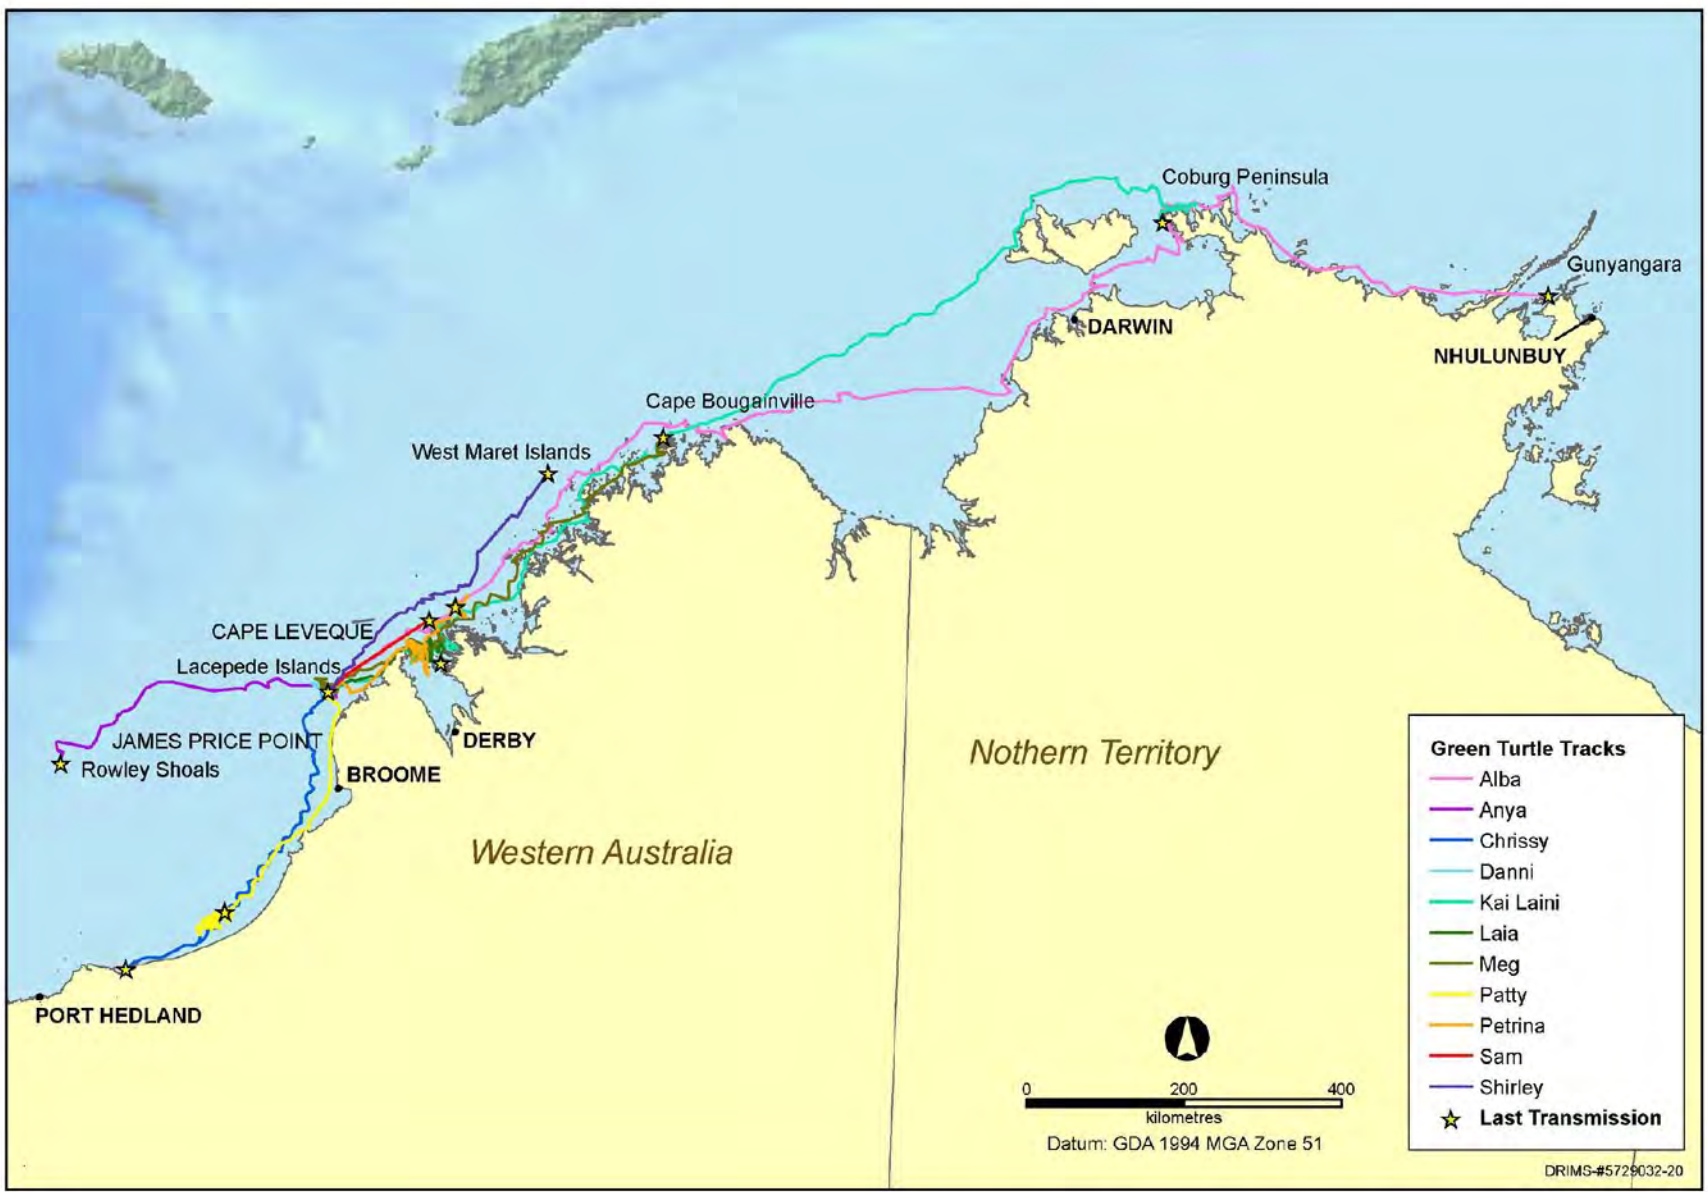 Coburg Peninsula
Gunyangara
DARWIN
NHULUNBUY
Cape Bougainville
West Maret Islands
CAPE LEVEQUE
Lacepede Islands
JAMES PRICE POINT
Rowley Shoals
DERBY
BROOME
Nothern Territory
Western Australia
PORT HEDLAND
Green Turtle Tracks
Alba
Anya
Chrissy
Danni
Kai Laini
Laia
Meg
Patty
Petrina
Sam
Shirley
Last Transmission
0 200 400
kilometres
Datum: GDA 1994 MGA Zone 51
DRIMS-#5729032-20